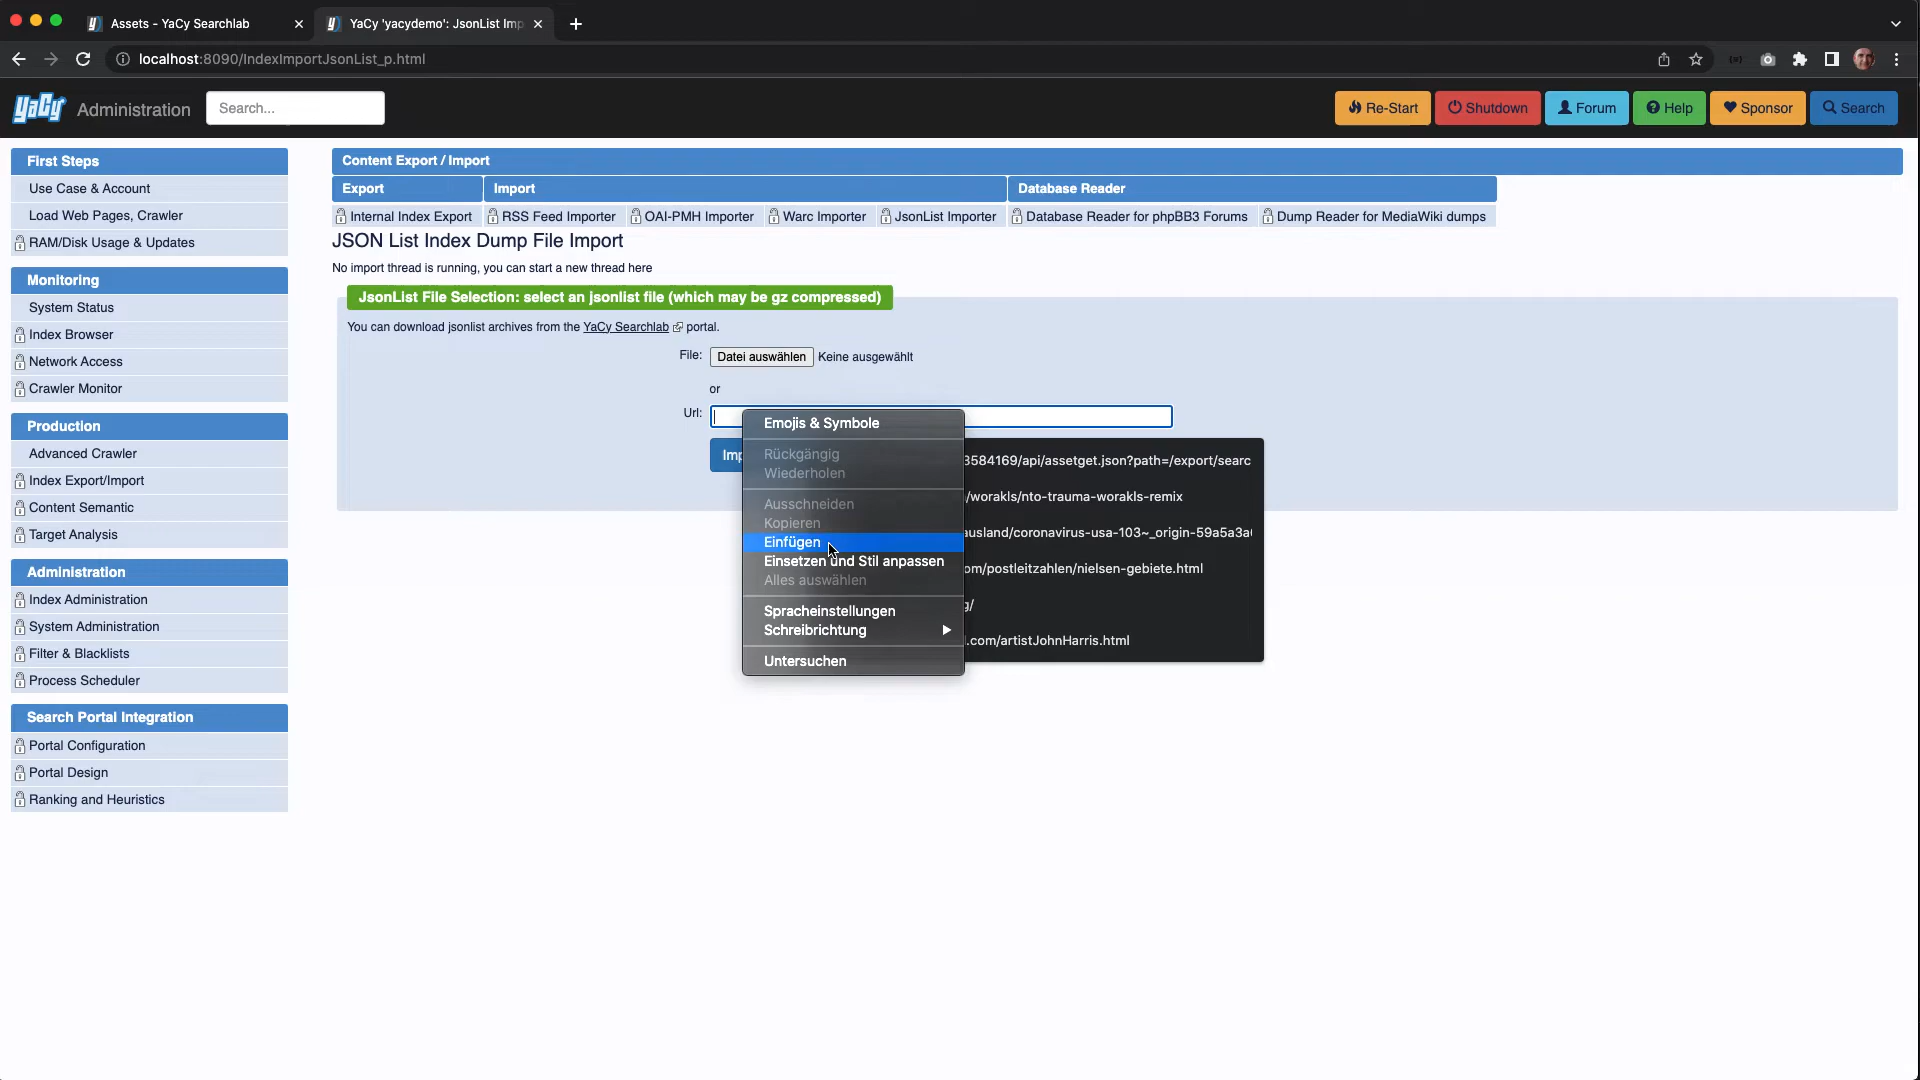 Assets - YaCy Searchlab
YaCy 'yacydemo': JsonList Imp
localhost:8090/IndexImportJsonList_p.html
YaCy Administration
Search...
Re-Start
Shutdown
Forum
Help
Sponsor
Search
First Steps
Use Case & Account
Load Web Pages, Crawler
RAM/Disk Usage & Updates
Monitoring
System Status
Index Browser
Network Access
Crawler Monitor
Production
Advanced Crawler
Index Export/Import
Content Semantic
Target Analysis
Administration
Index Administration
System Administration
Filter & Blacklists
Process Scheduler
Search Portal Integration
Portal Configuration
Portal Design
Ranking and Heuristics
Content Export / Import
Export
Import
Database Reader
Internal Index Export
RSS Feed Importer
OAI-PMH Importer
Warc Importer
JsonList Importer
Database Reader for phpBB3 Forums
Dump Reader for MediaWiki dumps
JSON List Index Dump File Import
No import thread is running, you can start a new thread here
JsonList File Selection: select an jsonlist file (which may be gz compressed)
You can download jsonlist archives from the YaCy Searchlab portal.
File: Datei auswählen Keine ausgewählt
or
Url:
Imp
Emojis & Symbole
Rückgängig
Wiederholen
Ausschneiden
Kopieren
Einfügen
Einsetzen und Stil anpassen
Alles auswählen
Spracheinstellungen
Schreibrichtung
Untersuchen
3584169/api/assetget.json?path=/export/searc
/worakls/nto-trauma-worakls-remix
ausland/coronavirus-usa-103~_origin-59a5a3a
om/postleitzahlen/nielsen-gebiete.html
g/
l.com/artistJohnHarris.html